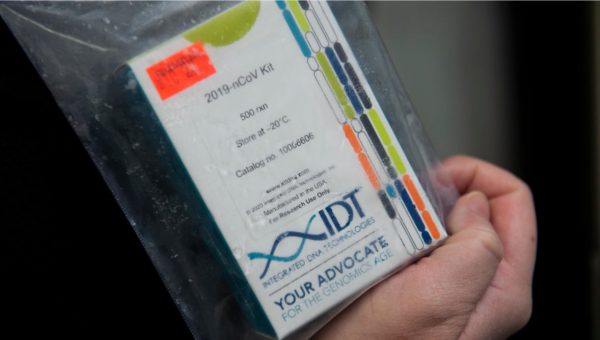 2019-nCoV Kit
500 rxn
Store at -20°C.
Catalog no. 10006606
Manufactured in the USA.
For Research Use Only
IDT
INTEGRATED DNA TECHNOLOGIES
YOUR ADVOCATE
FOR THE GENOMICS AGE